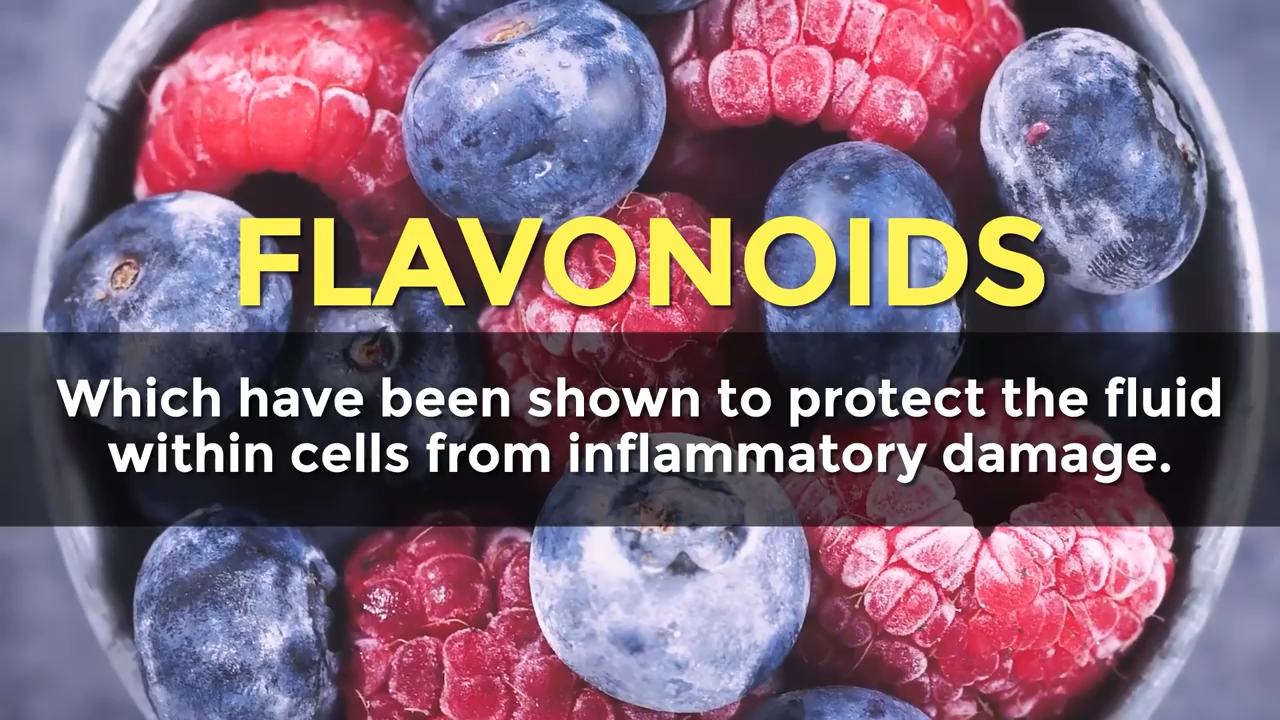 FLAVONOIDS
Which have been shown to protect the fluid
within cells from inflammatory damage.